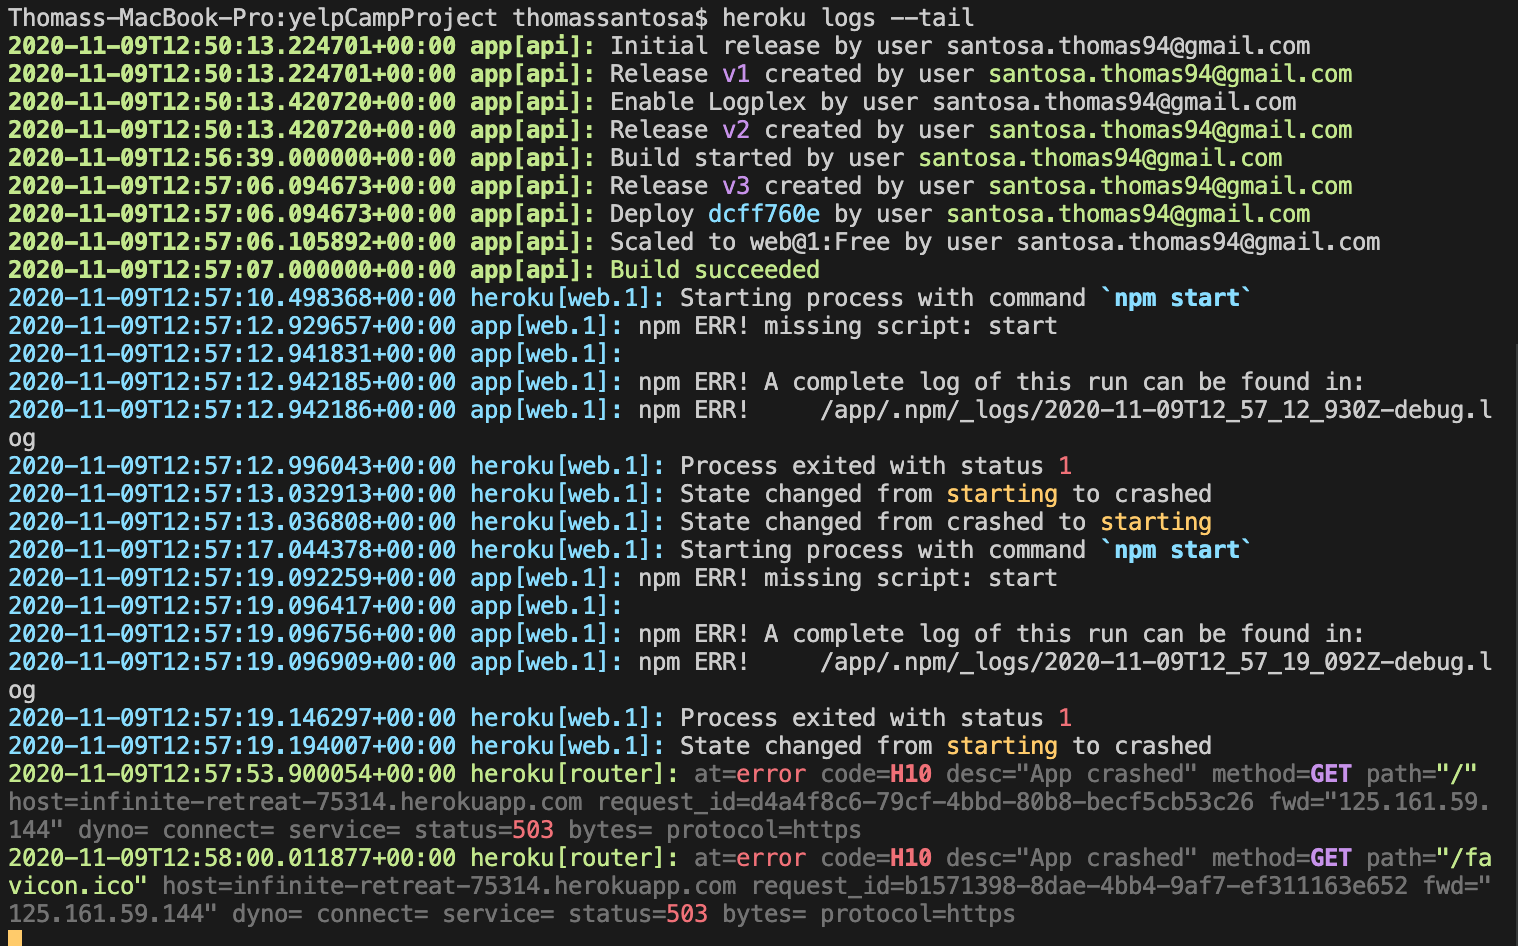 Thomass-MacBook-Pro:yelpCampProject thomassantosa$ heroku logs --tail
2020-11-09T12:50:13.224701+00:00 app[api]: Initial release by user santosa.thomas94@gmail.com
2020-11-09T12:50:13.224701+00:00 app[api]: Release v1 created by user santosa.thomas94@gmail.com
2020-11-09T12:50:13.420720+00:00 app[api]: Enable Logplex by user santosa.thomas94@gmail.com
2020-11-09T12:50:13.420720+00:00 app[api]: Release v2 created by user santosa.thomas94@gmail.com
2020-11-09T12:56:39.000000+00:00 app[api]: Build started by user santosa.thomas94@gmail.com
2020-11-09T12:57:06.094673+00:00 app[api]: Release v3 created by user santosa.thomas94@gmail.com
2020-11-09T12:57:06.094673+00:00 app[api]: Deploy dcff760e by user santosa.thomas94@gmail.com
2020-11-09T12:57:06.105892+00:00 app[api]: Scaled to web@1:Free by user santosa.thomas94@gmail.com
2020-11-09T12:57:07.000000+00:00 app[api]: Build succeeded
2020-11-09T12:57:10.498368+00:00 heroku[web.1]: Starting process with command `npm start`
2020-11-09T12:57:12.929657+00:00 app[web.1]: npm ERR! missing script: start
2020-11-09T12:57:12.941831+00:00 app[web.1]:
2020-11-09T12:57:12.942185+00:00 app[web.1]: npm ERR! A complete log of this run can be found in:
2020-11-09T12:57:12.942186+00:00 app[web.1]: npm ERR!     /app/.npm/_logs/2020-11-09T12_57_12_930Z-debug.l
og
2020-11-09T12:57:12.996043+00:00 heroku[web.1]: Process exited with status 1
2020-11-09T12:57:13.032913+00:00 heroku[web.1]: State changed from starting to crashed
2020-11-09T12:57:13.036808+00:00 heroku[web.1]: State changed from crashed to starting
2020-11-09T12:57:17.044378+00:00 heroku[web.1]: Starting process with command `npm start`
2020-11-09T12:57:19.092259+00:00 app[web.1]: npm ERR! missing script: start
2020-11-09T12:57:19.096417+00:00 app[web.1]:
2020-11-09T12:57:19.096756+00:00 app[web.1]: npm ERR! A complete log of this run can be found in:
2020-11-09T12:57:19.096909+00:00 app[web.1]: npm ERR!     /app/.npm/_logs/2020-11-09T12_57_19_092Z-debug.l
og
2020-11-09T12:57:19.146297+00:00 heroku[web.1]: Process exited with status 1
2020-11-09T12:57:19.194007+00:00 heroku[web.1]: State changed from starting to crashed
2020-11-09T12:57:53.900054+00:00 heroku[router]: at=error code=H10 desc="App crashed" method=GET path="/"
host=infinite-retreat-75314.herokuapp.com request_id=d4a4f8c6-79cf-4bbd-80b8-becf5cb53c26 fwd="125.161.59.
144" dyno= connect= service= status=503 bytes= protocol=https
2020-11-09T12:58:00.011877+00:00 heroku[router]: at=error code=H10 desc="App crashed" method=GET path="/fa
vicon.ico" host=infinite-retreat-75314.herokuapp.com request_id=b1571398-8dae-4bb4-9af7-ef311163e652 fwd="
125.161.59.144" dyno= connect= service= status=503 bytes= protocol=https